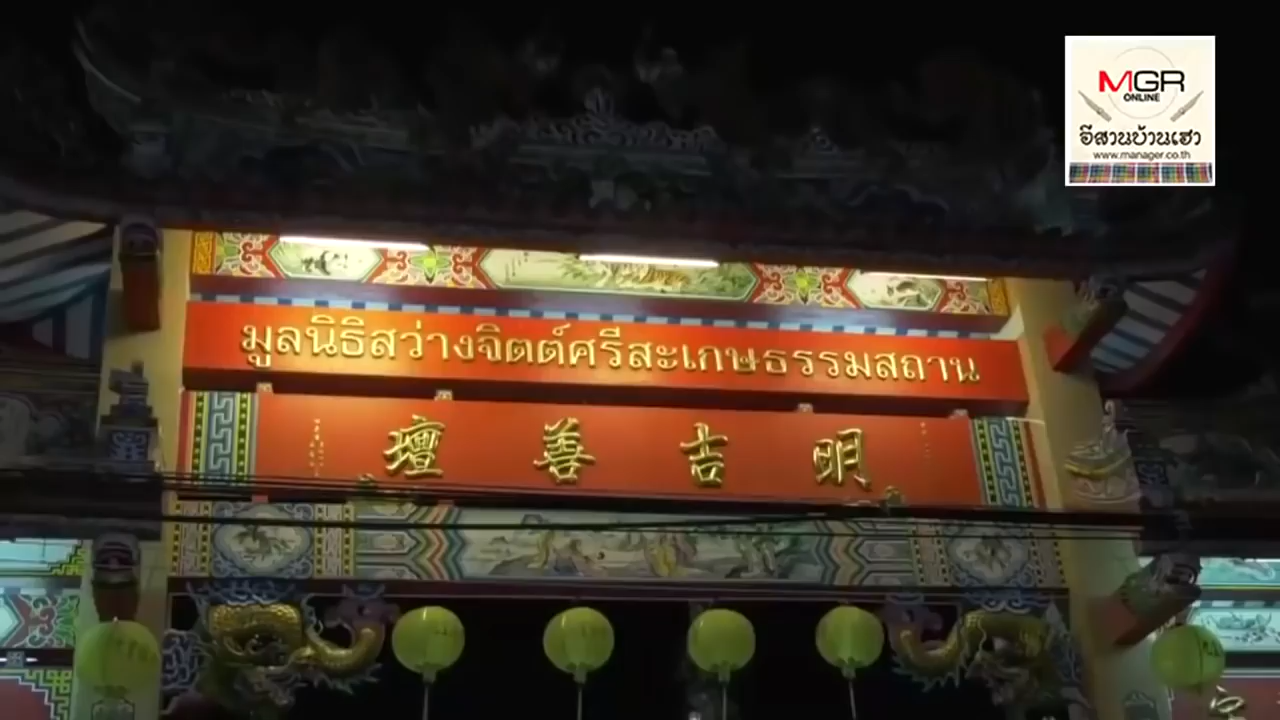 MGR
ONLINE
อีสานบ้านเฮา
www.manager.co.th
มูลนิธิสว่างจิตต์ศรีสะเกษธรรมสถาน
壇善吉明